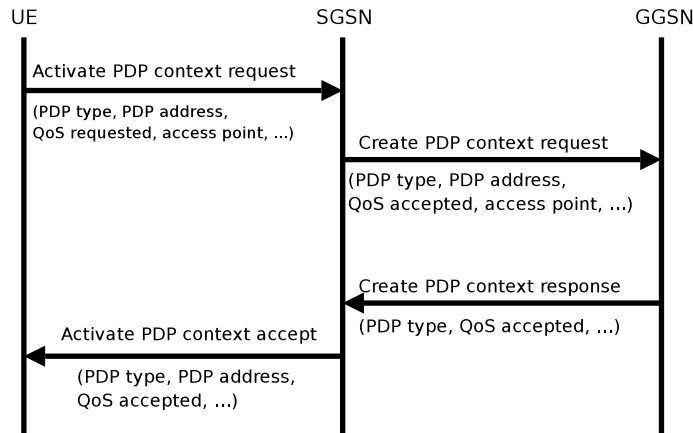 UE SGSN GGSN
Activate PDP context request
(PDP type, PDP address,
QoS requested, access point, ...)
Create PDP context request
(PDP type, PDP address,
QoS accepted, access point, ...)
Create PDP context response
(PDP type, QoS accepted, ...)
Activate PDP context accept
(PDP type, PDP address,
QoS accepted, ...)